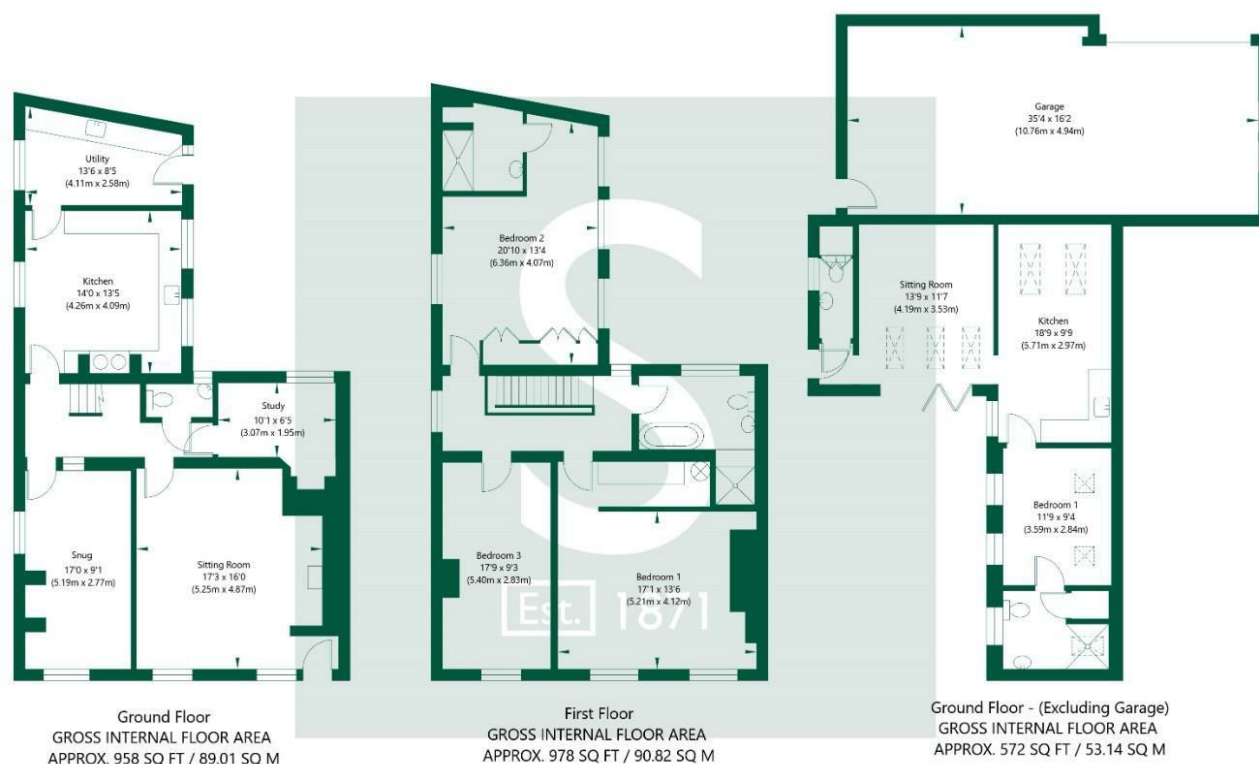 Utility
13'6 x 8'5
(4.11m x 2.58m)
Kitchen
14'0 x 13'5
(4.26m x 4.09m)
Study
10'1 x 6'5
(3.07m x 1.95m)
Snug
17'0 x 9'1
(5.19m x 2.77m)
Sitting Room
17'3 x 16'0
(5.25m x 4.87m)
Ground Floor
GROSS INTERNAL FLOOR AREA
APPROX. 958 SQ FT / 89.01 SQ M
Bedroom 2
20'10 x 13'4
(6.36m x 4.07m)
Bedroom 3
17'9 x 9'3
(5.40m x 2.83m)
Bedroom 1
17'1 x 13'6
(5.21m x 4.12m)
S
Est. 1871
First Floor
GROSS INTERNAL FLOOR AREA
APPROX. 978 SQ FT / 90.82 SQ M
Garage
35'4 x 16'2
(10.76m x 4.94m)
Sitting Room
13'9 x 11'7
(4.19m x 3.53m)
Kitchen
18'9 x 9'9
(5.71m x 2.97m)
Bedroom 1
11'9 x 9'4
(3.59m x 2.84m)
Ground Floor - (Excluding Garage)
GROSS INTERNAL FLOOR AREA
APPROX. 572 SQ FT / 53.14 SQ M